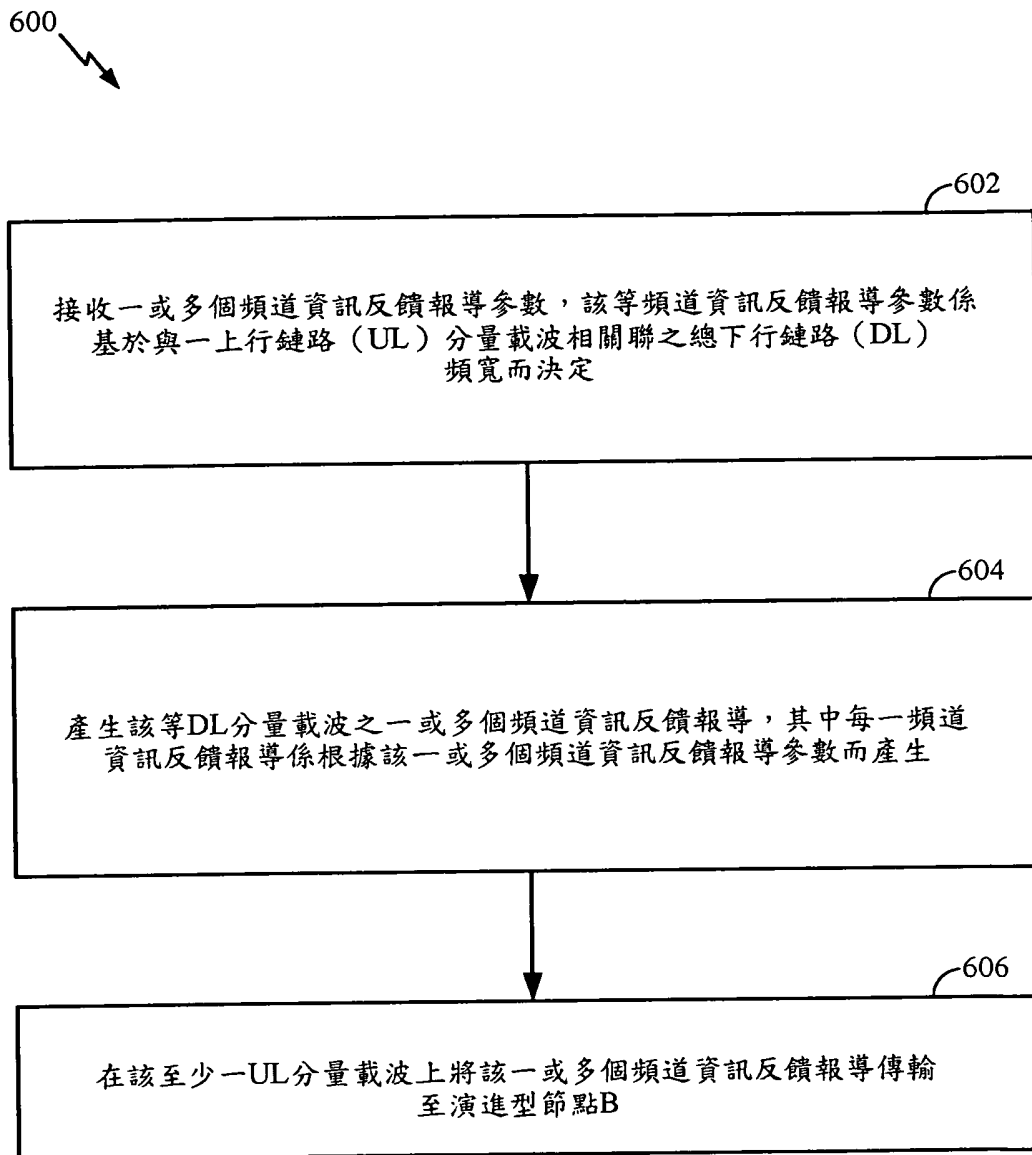 600
602
接收一或多個頻道資訊反饋報導參數，該等頻道資訊反饋報導參數係
基於與一上行鏈路（UL）分量載波相關聯之總下行鏈路（DL）
頻寬而決定
604
產生該等DL分量載波之一或多個頻道資訊反饋報導，其中每一頻道
資訊反饋報導係根據該一或多個頻道資訊反饋報導參數而產生
606
在該至少一UL分量載波上將該一或多個頻道資訊反饋報導傳輸
至演進型節點B